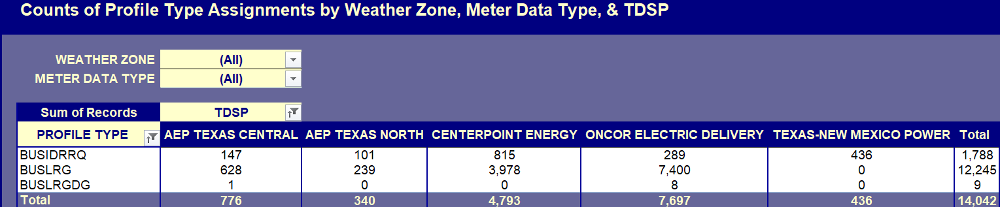 Counts of Profile Type Assignments by Weather Zone, Meter Data Type, & TDSP
WEATHER ZONE (All)
METER DATA TYPE (All)
Sum of Records TDSP
PROFILE TYPE AEP TEXAS CENTRAL AEP TEXAS NORTH CENTERPOINT ENERGY ONCOR ELECTRIC DELIVERY TEXAS-NEW MEXICO POWER Total
BUSIDRRQ 147 101 815 289 436 1,788
BUSLRG 628 239 3,978 7,400 0 12,245
BUSLRGDG 1 0 0 8 0 9
Total 776 340 4,793 7,697 436 14,042